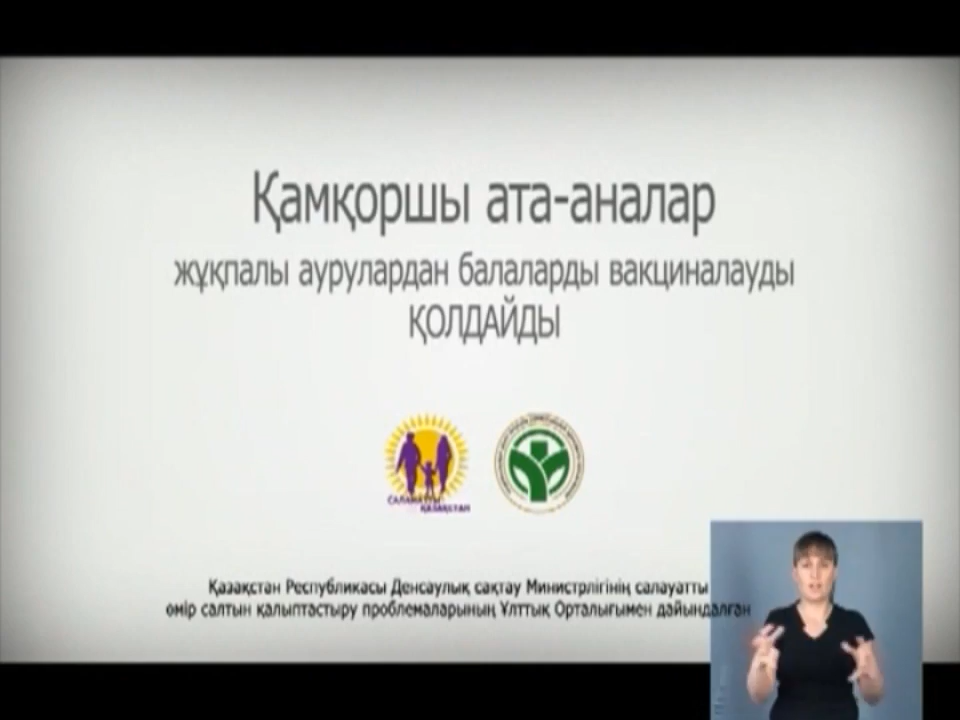 Қамқоршы ата-аналар
жұқпалы аурулардан балаларды вакциналауды
ҚОЛДАЙДЫ
САЛАМАТТЫ
ҚАЗАҚСТАН
Қазақстан Республикасы Денсаулық сақтау Министрлігінің салауатты
өмір салтын қалыптастыру проблемаларының Ұлттық Орталығымен дайындалған